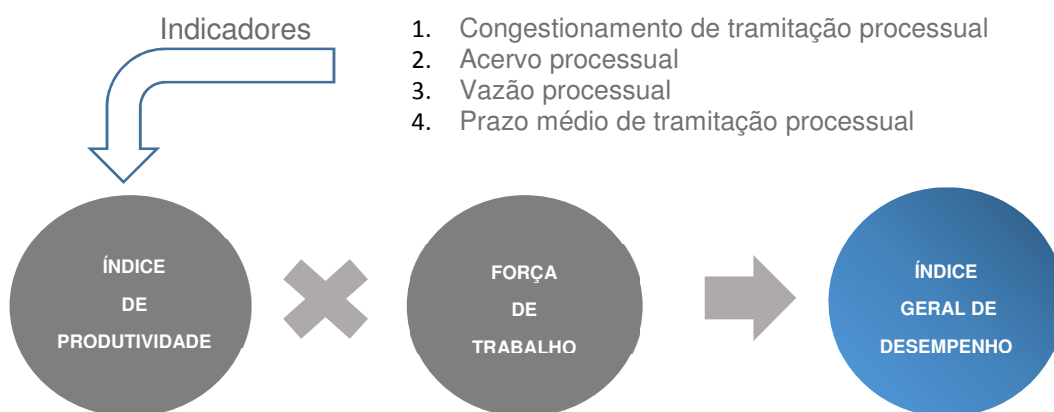 Indicadores
1. Congestionamento de tramitação processual
2. Acervo processual
3. Vazão processual
4. Prazo médio de tramitação processual
ÍNDICE
DE
PRODUTIVIDADE
FORÇA
DE
TRABALHO
ÍNDICE
GERAL DE
DESEMPENHO